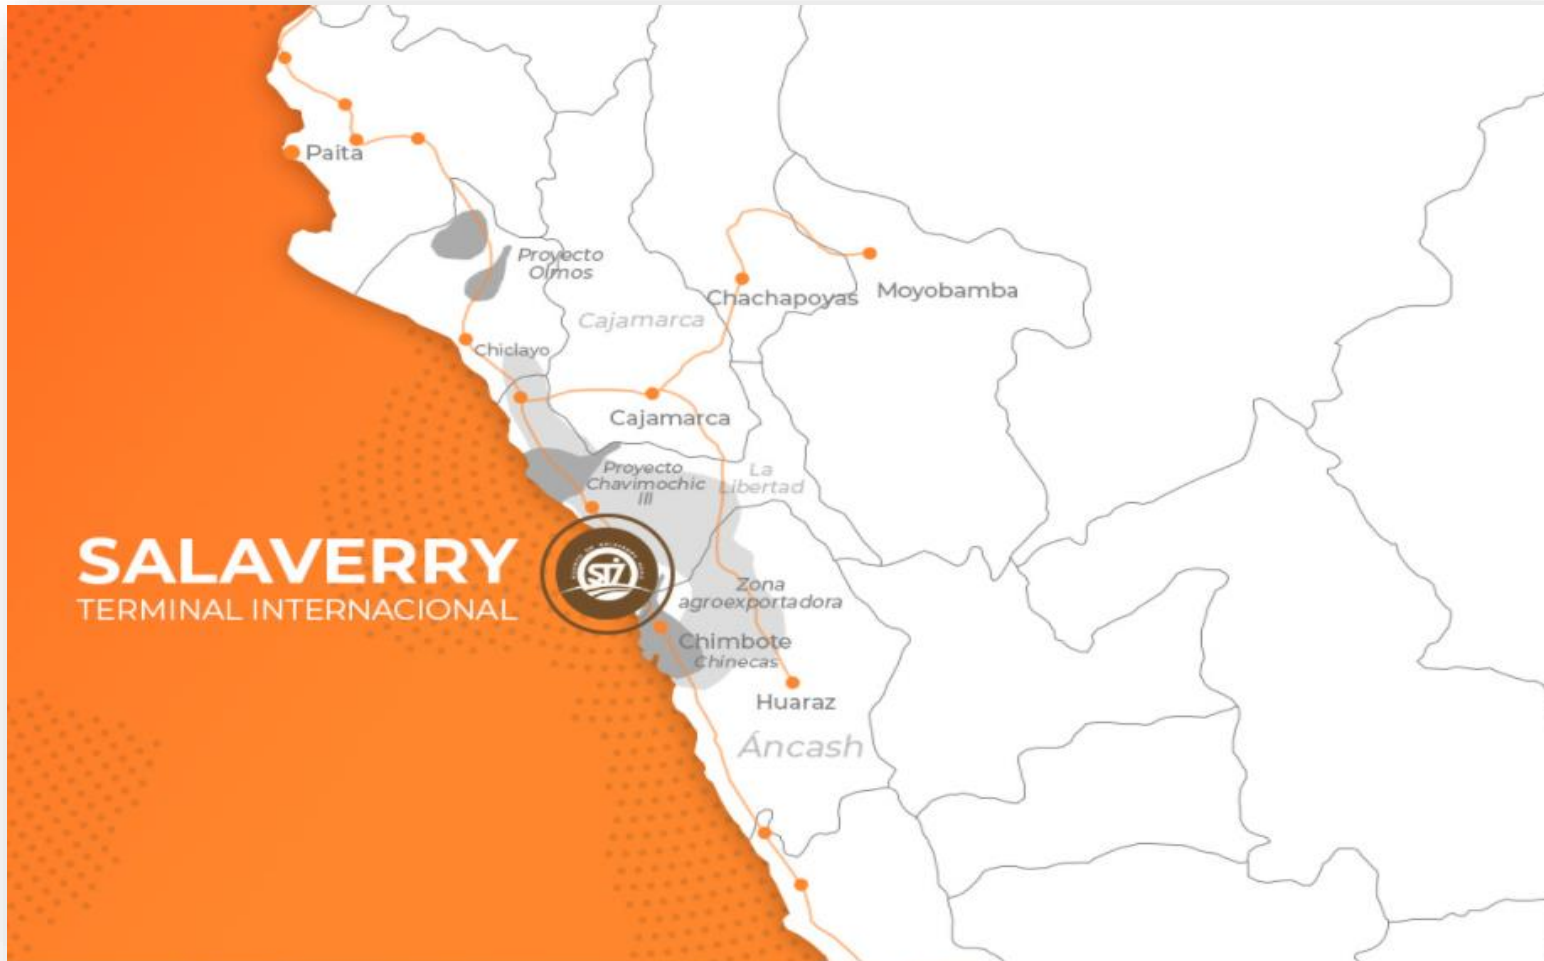 Paita
Proyecto
Olmos
Chachapoyas
Moyobamba
Cajamarca
Chiclayo
Cajamarca
Proyecto
Chavimochic
III
La
Libertad
SALAVERRY
TERMINAL INTERNACIONAL
STI
Zona
agroexportadora
Chimbote
Chinecas
Huaraz
Áncash